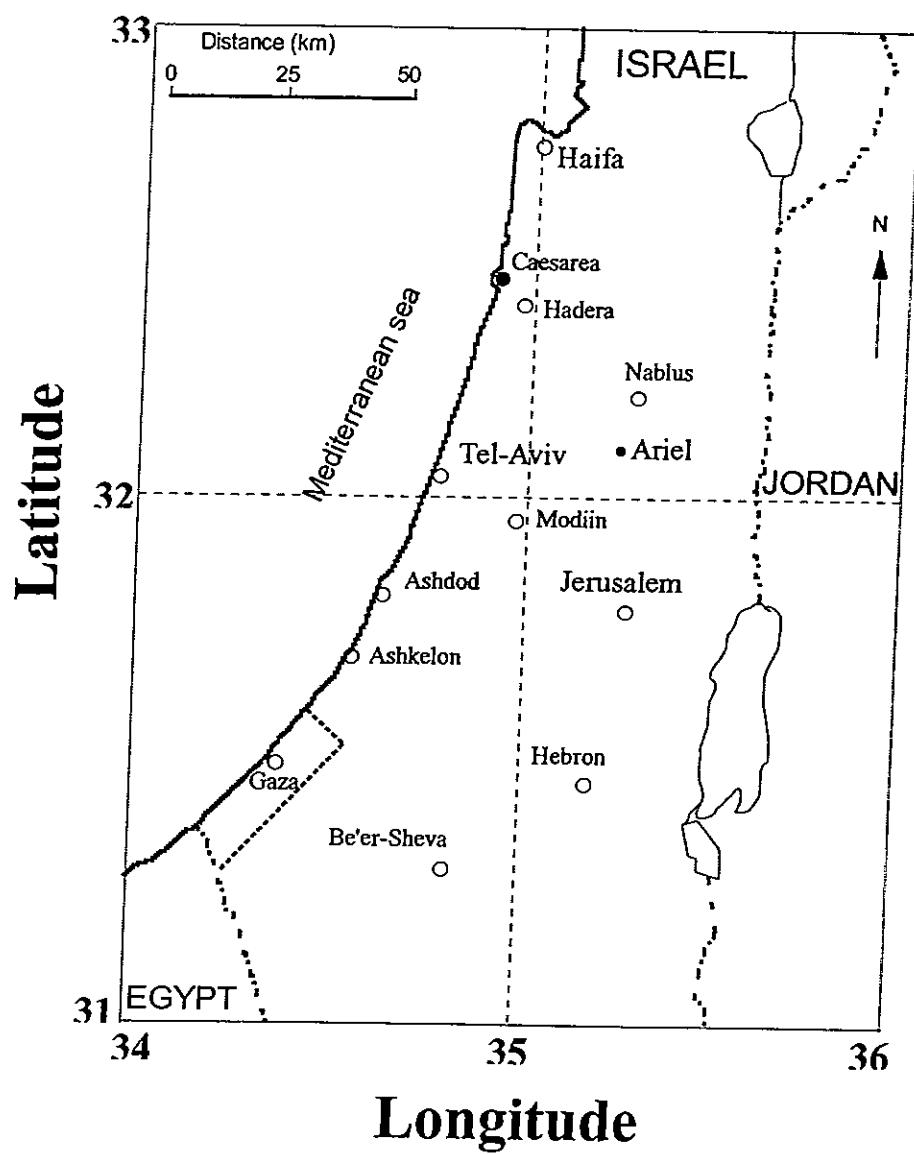 33
Distance (km)
0 25 50
ISRAEL
Haifa
N
Caesarea
Hadera
Mediterranean sea
Nablus
Latitude
Tel-Aviv
Ariel
32
JORDAN
Modiin
Ashdod
Jerusalem
Ashkelon
Hebron
Gaza
Be'er-Sheva
31
EGYPT
34 35 36
Longitude